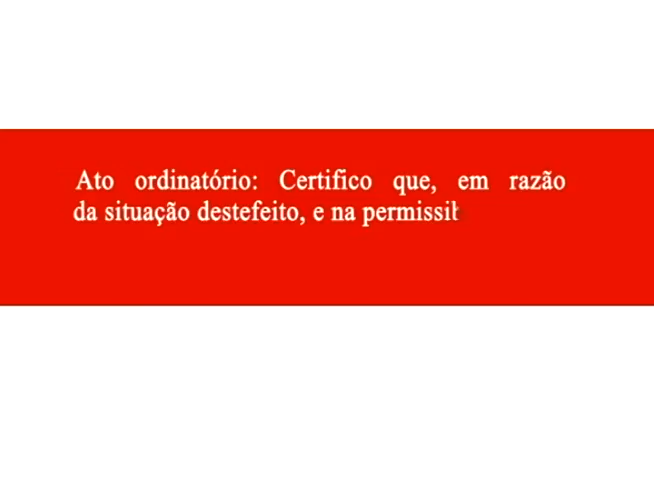 Ato ordinatório: Certifico que, em razão
da situação destefeito, e na